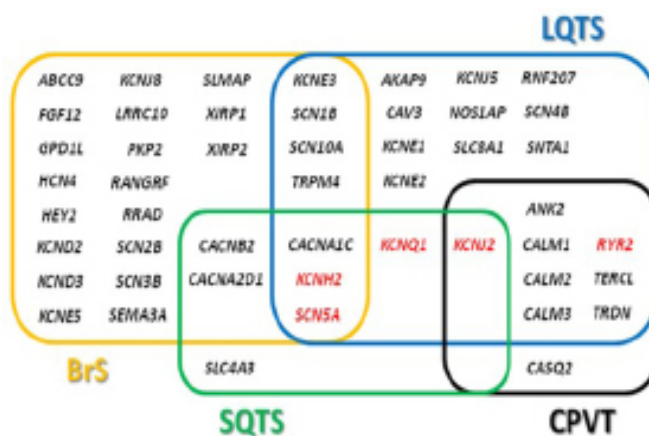 LQTS
ABCC9 KCNJ8 SLMAP KCNE3 AKAP9 KCNJ5 RNF207
FGF12 LRRC10 XIRP1 SCN1B CAV3 NOS1AP SCN4B
GPD1L PKP2 XIRP2 SCN10A KCNE1 SLC8A1 SNTA1
HCN4 RANGRF TRPM4 KCNE2
HEY2 RRAD ANK2
KCND2 SCN2B CACNB2 CACNA1C KCNQ1 KCNJ2 CALM1 RYR2
KCND3 SCN3B CACNA2D1 KCNH2 CALM2 TERCL
KCNE5 SEMA3A SCN5A CALM3 TRDN
BrS SLC4A3 CASQ2
SQTS CPVT